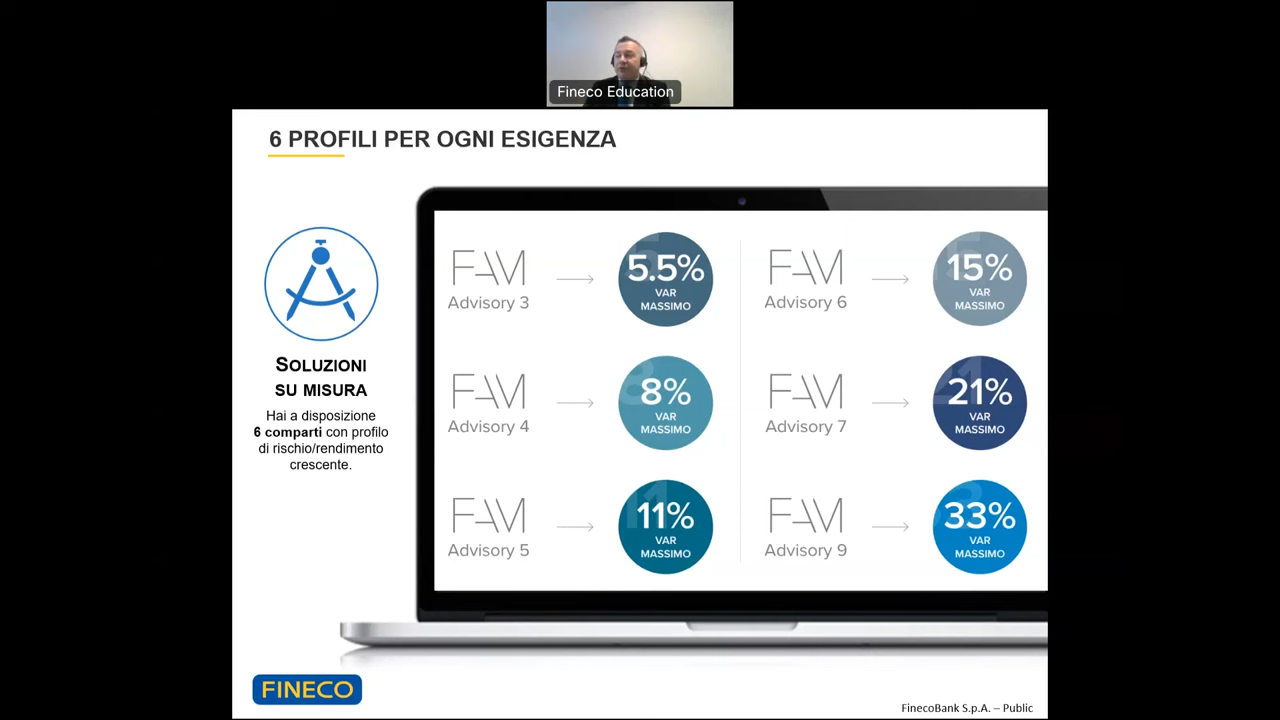 Fineco Education
6 PROFILI PER OGNI ESIGENZA
SOLUZIONI
SU MISURA
Hai a disposizione
6 comparti con profilo
di rischio/rendimento
crescente.
FAM
Advisory 3
5.5%
VAR
MASSIMO
FAM
Advisory 4
8%
VAR
MASSIMO
FAM
Advisory 5
11%
VAR
MASSIMO
FAM
Advisory 6
15%
VAR
MASSIMO
FAM
Advisory 7
21%
VAR
MASSIMO
FAM
Advisory 9
33%
VAR
MASSIMO
FINECO
FinecoBank S.p.A. – Public